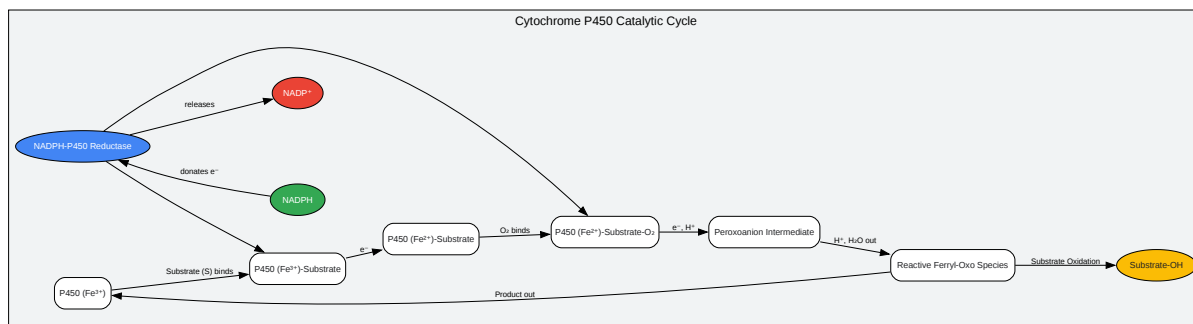 Cytochrome P450 Catalytic Cycle
NADP⁺
releases
NADPH-P450 Reductase
donates e⁻
NADPH
P450 (Fe²⁺)-Substrate
O₂ binds
P450 (Fe²⁺)-Substrate-O₂
e⁻, H⁺
Peroxoanion Intermediate
H⁺, H₂O out
e⁻
P450 (Fe³⁺)-Substrate
Substrate (S) binds
P450 (Fe³⁺)
Reactive Ferryl-Oxo Species
Substrate Oxidation
Substrate-OH
Product out